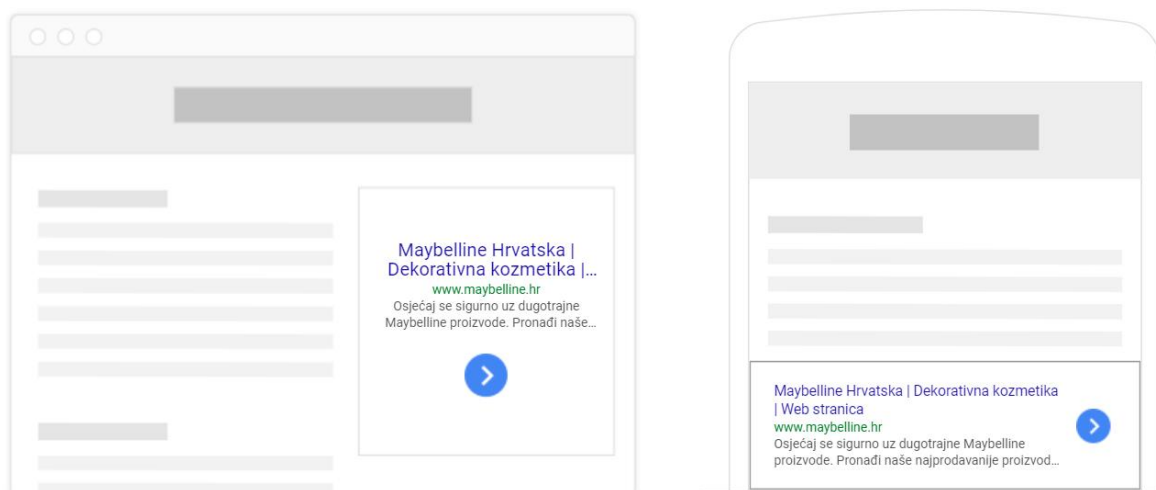 Maybelline Hrvatska |
Dekorativna kozmetika |...
www.maybelline.hr
Osjećaj se sigurno uz dugotrajne
Maybelline proizvode. Pronađi naše...
Maybelline Hrvatska | Dekorativna kozmetika
| Web stranica
www.maybelline.hr
Osjećaj se sigurno uz dugotrajne Maybelline
proizvode. Pronađi naše najprodavanije proizvod...